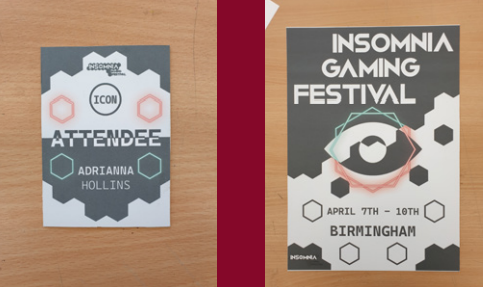 ICON
ATTENDEE
ADRIANNA
HOLLINS
INSOMNIA
GAMING
FESTIVAL
APRIL 7TH - 10TH
BIRMINGHAM
INSOMNIA